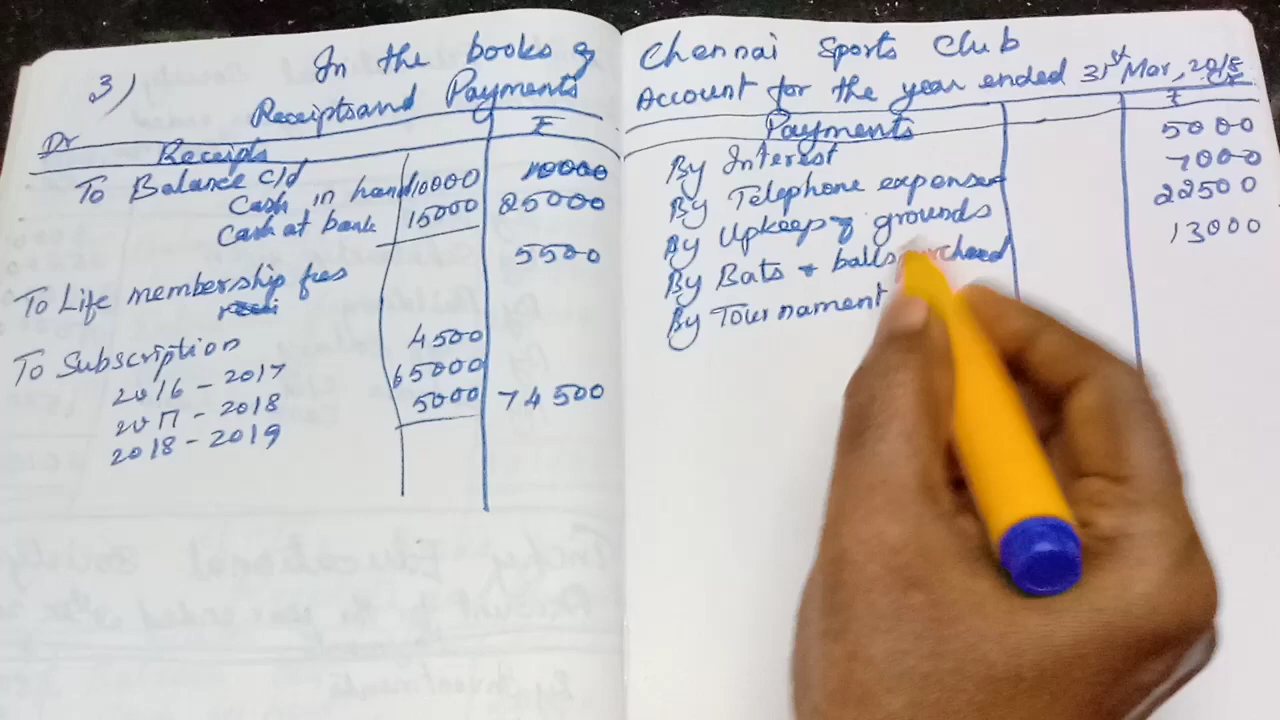 3)
In the books of Chennai Sports Club
Receipts and Payments Account for the year ended 31st Mar, 2018
Dr Receipts ₹ Payments ₹ Cr
To Balance c/d
Cash in hand 10000 10000
Cash at bank 15000 25000
To Life membership fees 5500
To Subscription
2016 - 2017 4500
2017 - 2018 65000
2018 - 2019 5000 74500
By Interest 5000
By Telephone expenses 7000
By Upkeep of grounds 22500
By Bats & balls purchased 13000
By Tournament